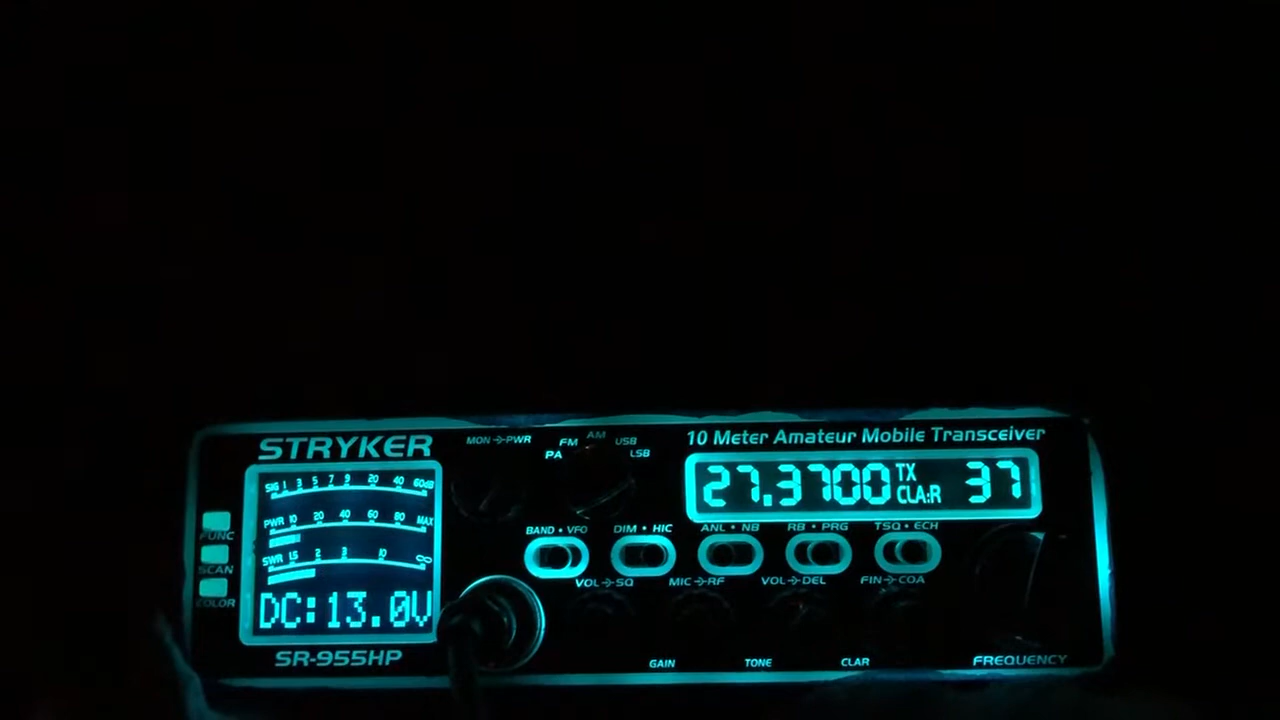 STRYKER
SIG 1 3 5 7 9 20 40 60dB
PWR 10 20 40 60 80 MAX
SWR 1.5 2 3 10 ∞
DC:13.0V
SR-955HP
FUNC
SCAN
COLOR
MON PWR
PA FM AM USB LSB
10 Meter Amateur Mobile Transceiver
27.3700 TX CLA:R 37
BAND • VFO DIM • HIC ANL • NB RB • PRG TSQ • ECH
VOL SQ MIC RF VOL DEL FIN COA
GAIN TONE CLAR FREQUENCY